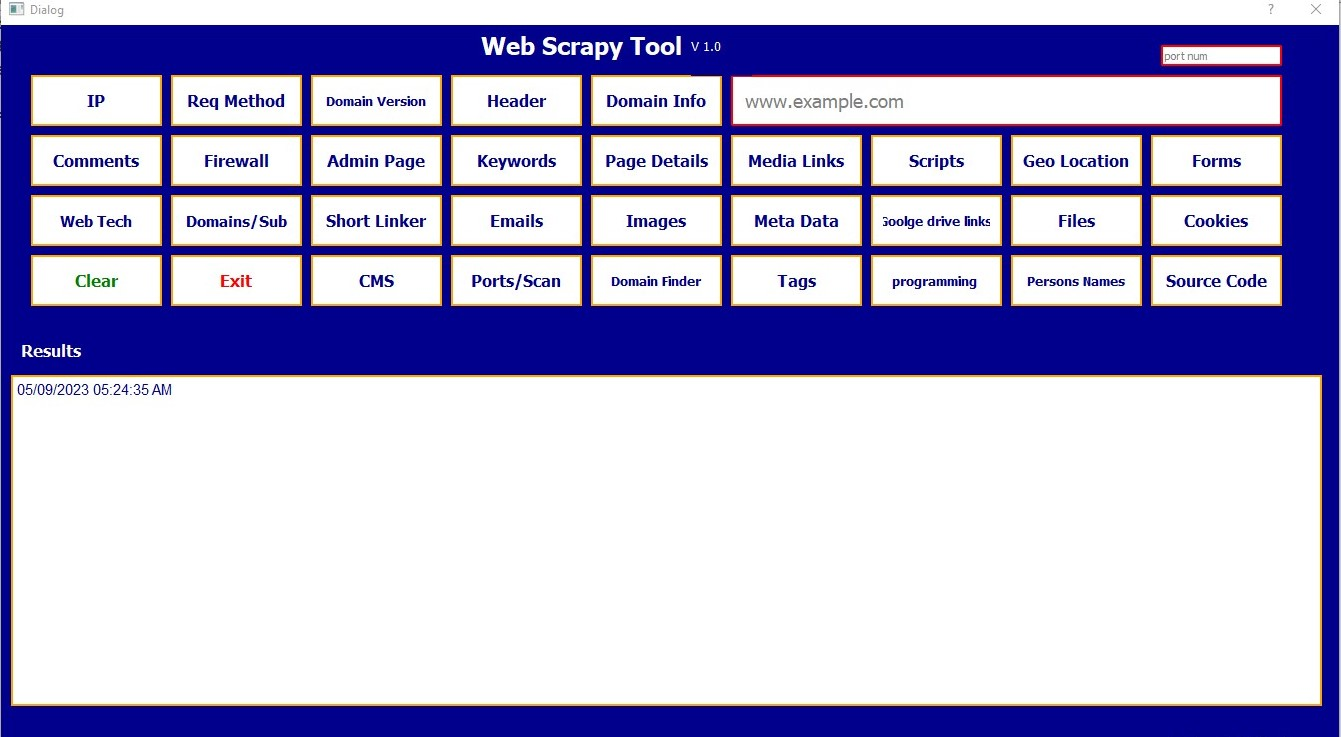 Dialog ?
Web Scrapy Tool V 1.0
port num
IP Req Method Domain Version Header Domain Info www.example.com
Comments Firewall Admin Page Keywords Page Details Media Links Scripts Geo Location Forms
Web Tech Domains/Sub Short Linker Emails Images Meta Data Goolge drive links Files Cookies
Clear Exit CMS Ports/Scan Domain Finder Tags programming Persons Names Source Code
Results
05/09/2023 05:24:35 AM